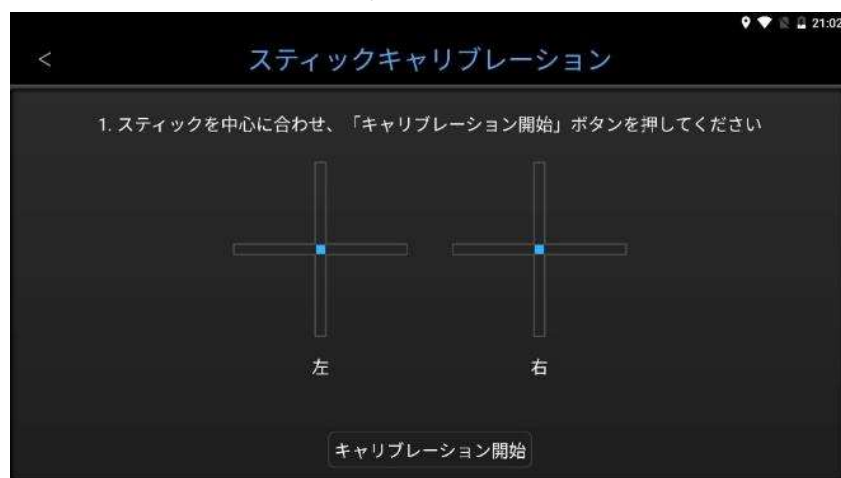 21:02
<
スティックキャリブレーション
1. スティックを中心に合わせ、「キャリブレーション開始」ボタンを押してください
左
右
キャリブレーション開始